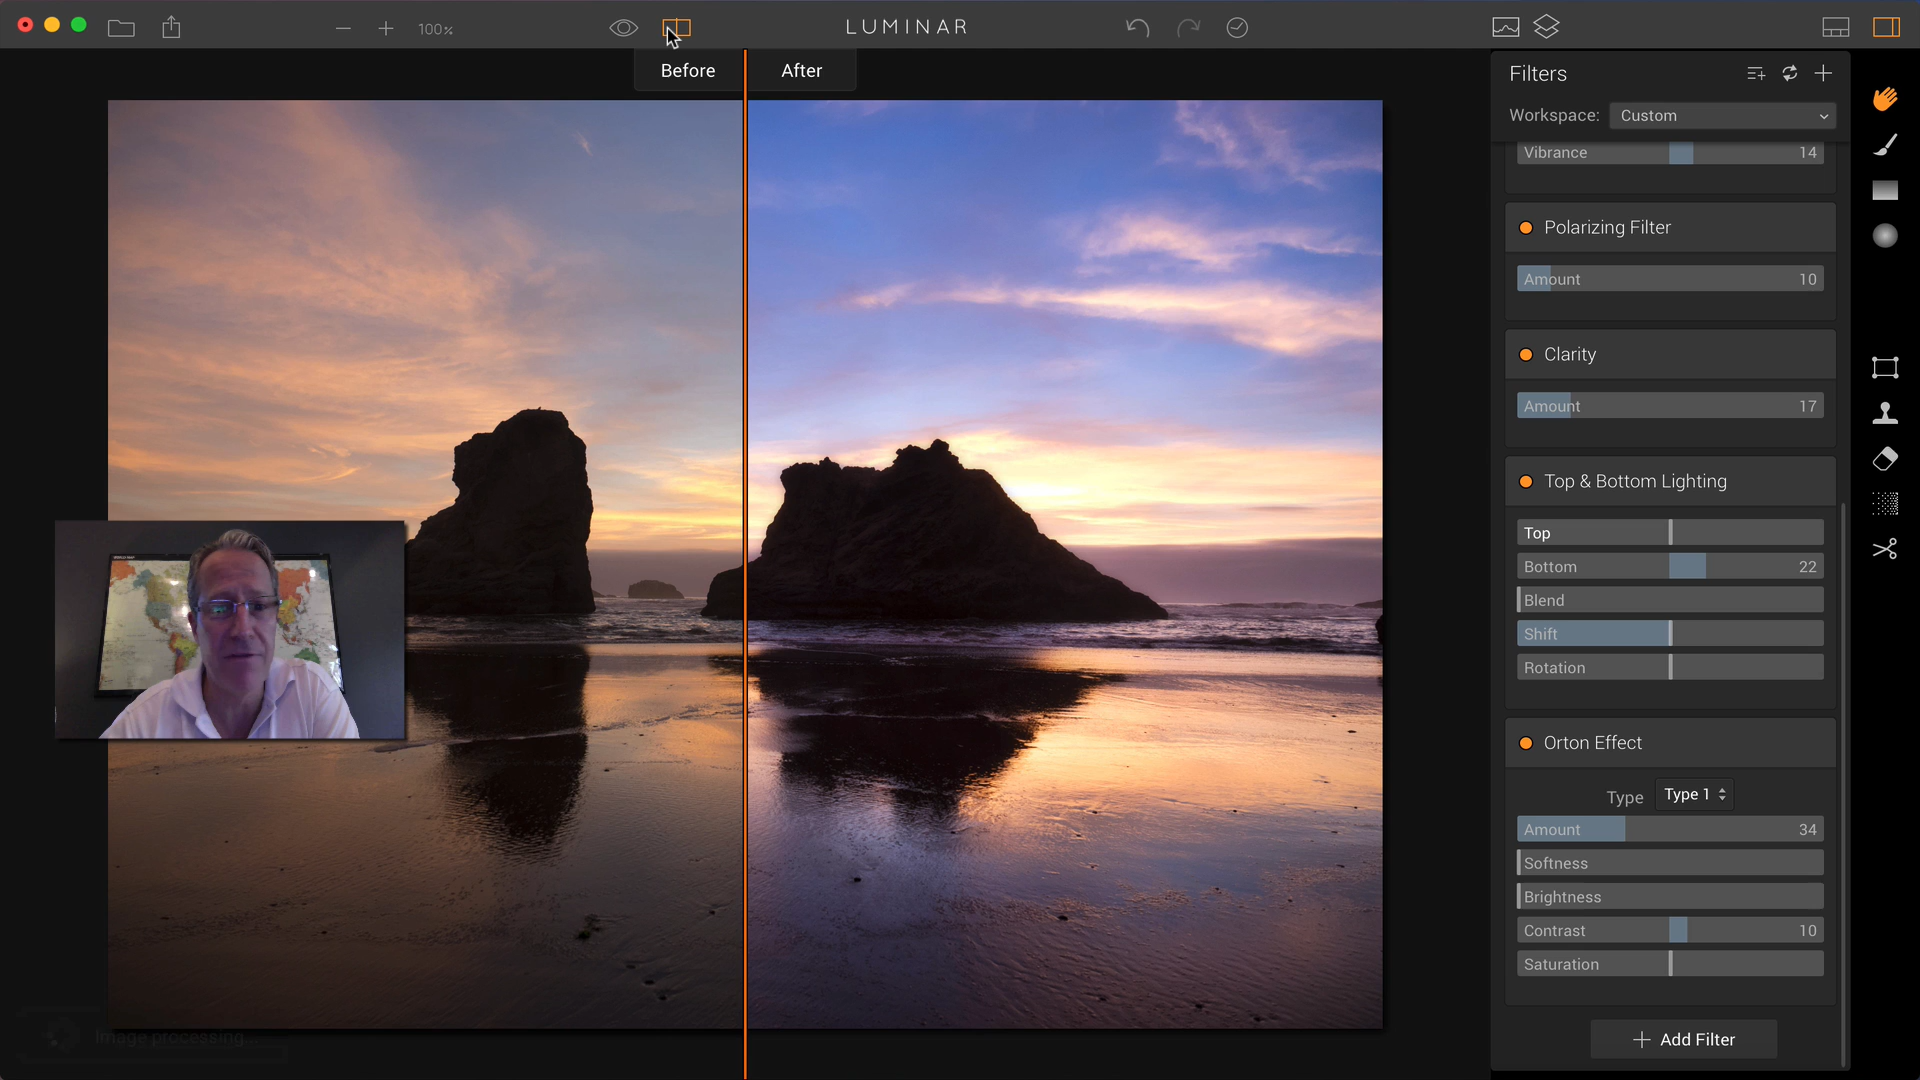 100%
LUMINAR
Before
After
Filters
Workspace: Custom
Vibrance 14
Polarizing Filter
Amount 10
Clarity
Amount 17
Top & Bottom Lighting
Top
Bottom 22
Blend
Shift
Rotation
Orton Effect
Type Type 1
Amount 34
Softness
Brightness
Contrast 10
Saturation
Add Filter
Image processing...